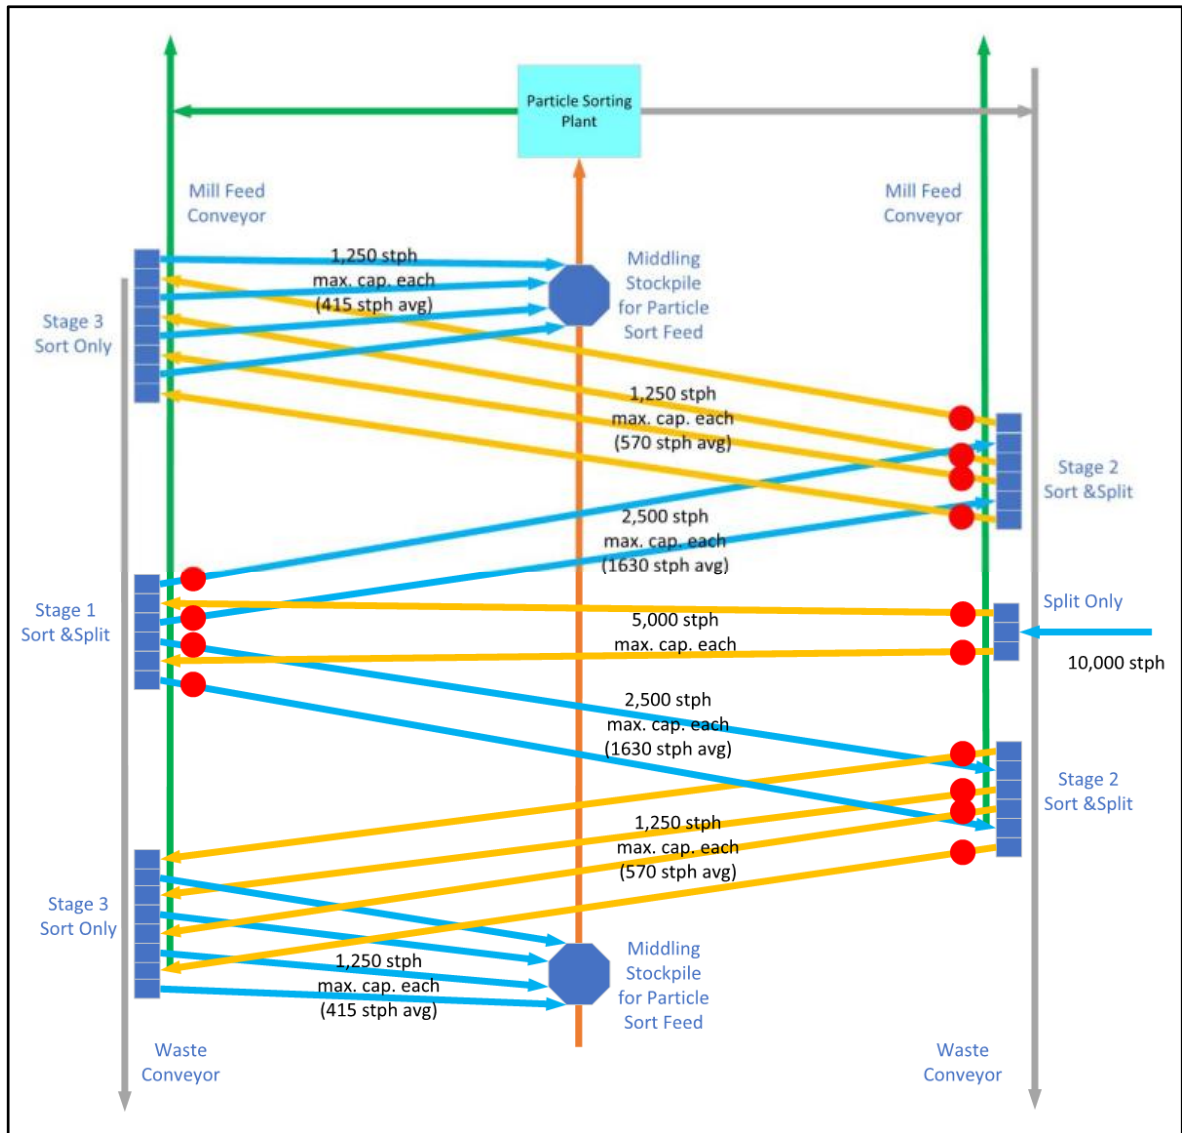 Particle Sorting
Plant
Mill Feed
Conveyor
Mill Feed
Conveyor
1,250 stph
max. cap. each
(415 stph avg)
Middling
Stockpile
for Particle
Sort Feed
Stage 3
Sort Only
1,250 stph
max. cap. each
(570 stph avg)
Stage 2
Sort &Split
2,500 stph
max. cap. each
(1630 stph avg)
Stage 1
Sort &Split
Split Only
5,000 stph
max. cap. each
10,000 stph
2,500 stph
max. cap. each
(1630 stph avg)
Stage 2
Sort &Split
1,250 stph
max. cap. each
(570 stph avg)
Stage 3
Sort Only
Middling
Stockpile
for Particle
Sort Feed
1,250 stph
max. cap. each
(415 stph avg)
Waste
Conveyor
Waste
Conveyor